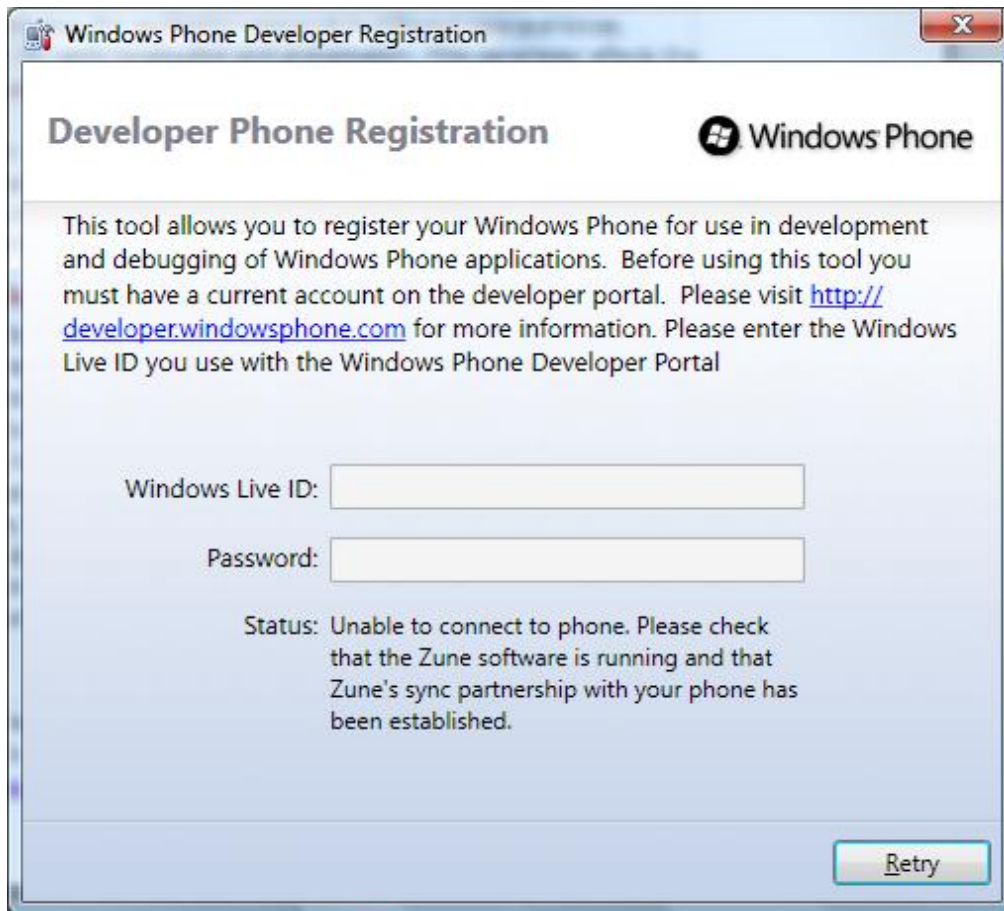 Windows Phone Developer Registration
Developer Phone Registration
Windows Phone
This tool allows you to register your Windows Phone for use in development
and debugging of Windows Phone applications.  Before using this tool you
must have a current account on the developer portal.  Please visit http://
developer.windowsphone.com for more information. Please enter the Windows
Live ID you use with the Windows Phone Developer Portal
Windows Live ID:
Password:
Status: Unable to connect to phone. Please check
that the Zune software is running and that
Zune's sync partnership with your phone has
been established.
Retry